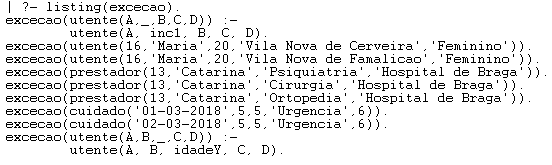 | ?- listing(excecao).
excecao(utente(A,_,B,C,D)) :-
        utente(A, inc1, B, C, D).
excecao(utente(16,'Maria',20,'Vila Nova de Cerveira','Feminino')).
excecao(utente(16,'Maria',20,'Vila Nova de Famalicao','Feminino')).
excecao(prestador(13,'Catarina','Psiquiatria','Hospital de Braga')).
excecao(prestador(13,'Catarina','Cirurgia','Hospital de Braga')).
excecao(prestador(13,'Catarina','Ortopedia','Hospital de Braga')).
excecao(cuidado('01-03-2018',5,5,'Urgencia',6)).
excecao(cuidado('02-03-2018',5,5,'Urgencia',6)).
excecao(utente(A,B,_,C,D)) :-
        utente(A, B, idadeY, C, D).